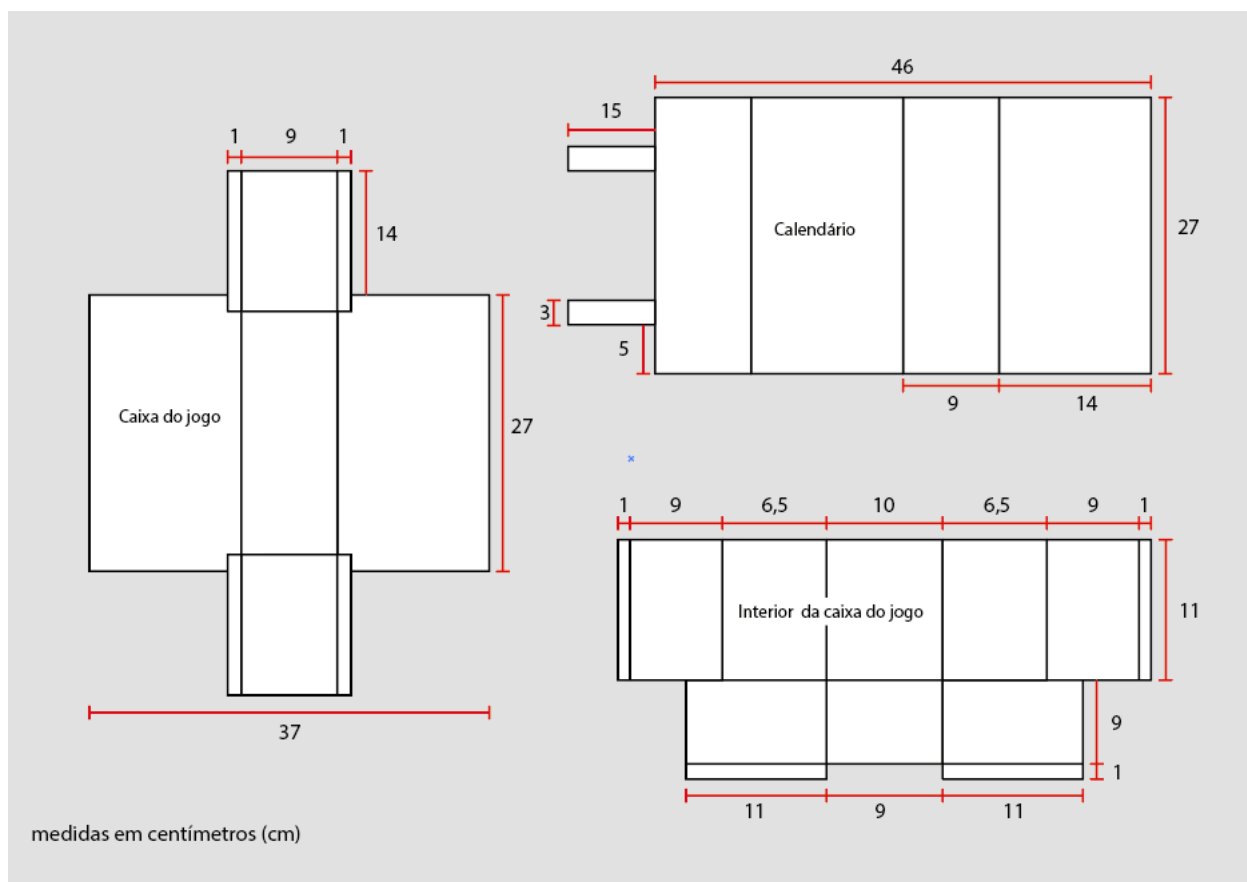 46
15
1 9 1
14
Calendário
27
3
5
9 14
Caixa do jogo
27
37
1 9 6,5 10 6,5 9 1
Interior da caixa do jogo
11
9
1
11 9 11
medidas em centímetros (cm)